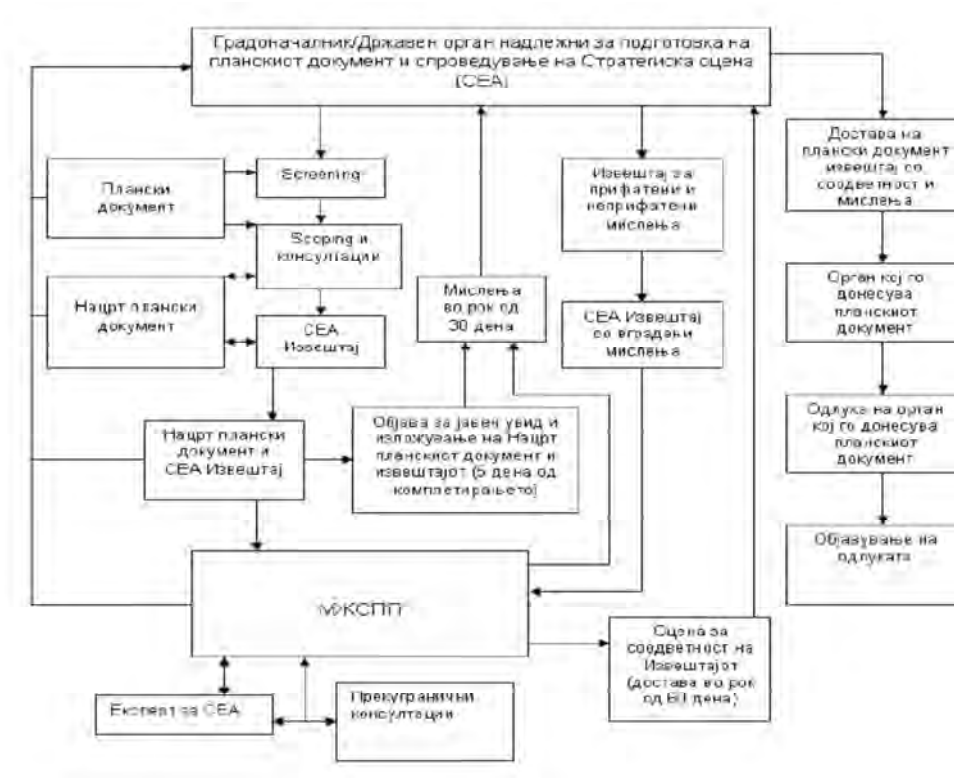 Градоначалник/Државен орган надлежни за подготовка на
планскиот документ и спроведување на Стратегиска оцена
(СЕА)
Плански
документ
Screening
Scoping и
консултации
Нацрт плански
документ
СЕА
Извештај
Мислења
во рок од
30 дена
Извештај за
прифатени и
неприфатени
мислења
СЕА Извештај
со вградени
мислења
Достава на
плански документ
извештај со
соодветност и
мислења
Орган кој го
донесува
планскиот
документ
Одлука на орган
кој го донесува
планскиот
документ
Објавување на
одлуката
Нацрт плански
документ и
СЕА Извештај
Објава за јавен увид и
изложување на Нацрт
планскиот документ и
извештајот (5 дена од
комплетирањето)
МЖСПП
Оцена за
соодветност на
Извештајот
(достава во рок
од 60 дена)
Експерт за СЕА
Прекугранични
консултации